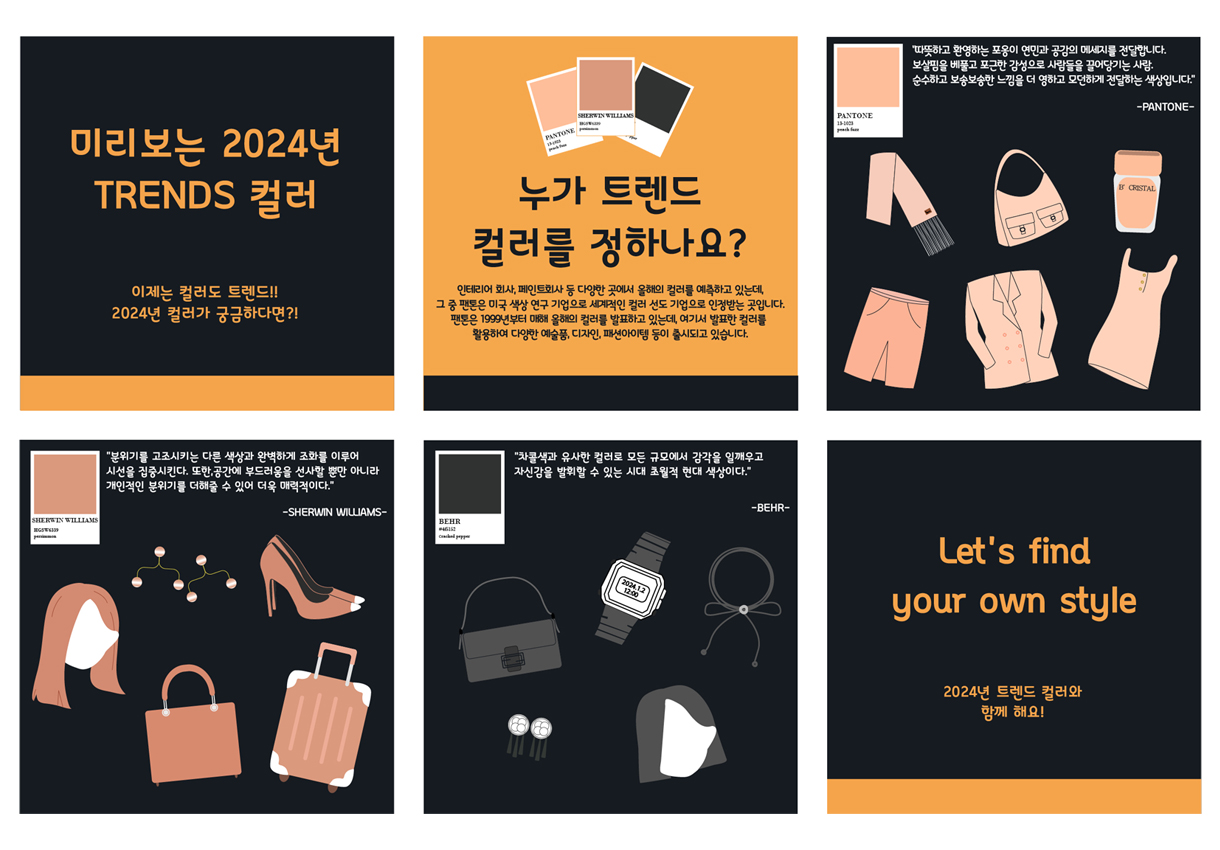 미리보는 2024년
TRENDS 컬러
이제는 컬러도 트렌드!!
2024년 컬러가 궁금하다면?!
PANTONE
13-1023
peach fuzz
SHERWIN WILLIAMS
HGSW6339
persimmon
pepper
누가 트렌드
컬러를 정하나요?
인테리어 회사, 페인트회사 등 다양한 곳에서 올해의 컬러를 예측하고 있는데,
그 중 팬톤은 미국 색상 연구 기업으로 세계적인 컬러 선도 기업으로 인정받는 곳입니다.
팬톤은 1999년부터 매해 올해의 컬러를 발표하고 있는데, 여기서 발표한 컬러를
활용하여 다양한 예술품, 디자인, 패션아이템 등이 출시되고 있습니다.
PANTONE
13-1023
peach fuzz
"따뜻하고 환영하는 포옹이 연민과 공감의 메세지를 전달합니다.
보살핌을 베풀고 포근한 감성으로 사람들을 끌어당기는 사람.
순수하고 보송보송한 느낌을 더 영하고 모던하게 전달하는 색상입니다."
-PANTONE-
B' CRISTAL
SHERWIN WILLIAMS
HGSW6339
persimmon
"분위기를 고조시키는 다른 색상과 완벽하게 조화를 이루어
시선을 집중시킨다. 또한,공간에 부드러움을 선사할 뿐만 아니라
개인적인 분위기를 더해줄 수 있어 더욱 매력적이다."
-SHERWIN WILLIAMS-
BEHR
#4f5152
Cracked pepper
"차콜색과 유사한 컬러로 모든 규모에서 감각을 일깨우고
자신감을 발휘할 수 있는 시대 초월적 현대 색상이다."
-BEHR-
2024.1.2
12:00
Let's find
your own style
2024년 트렌드 컬러와
함께 해요!